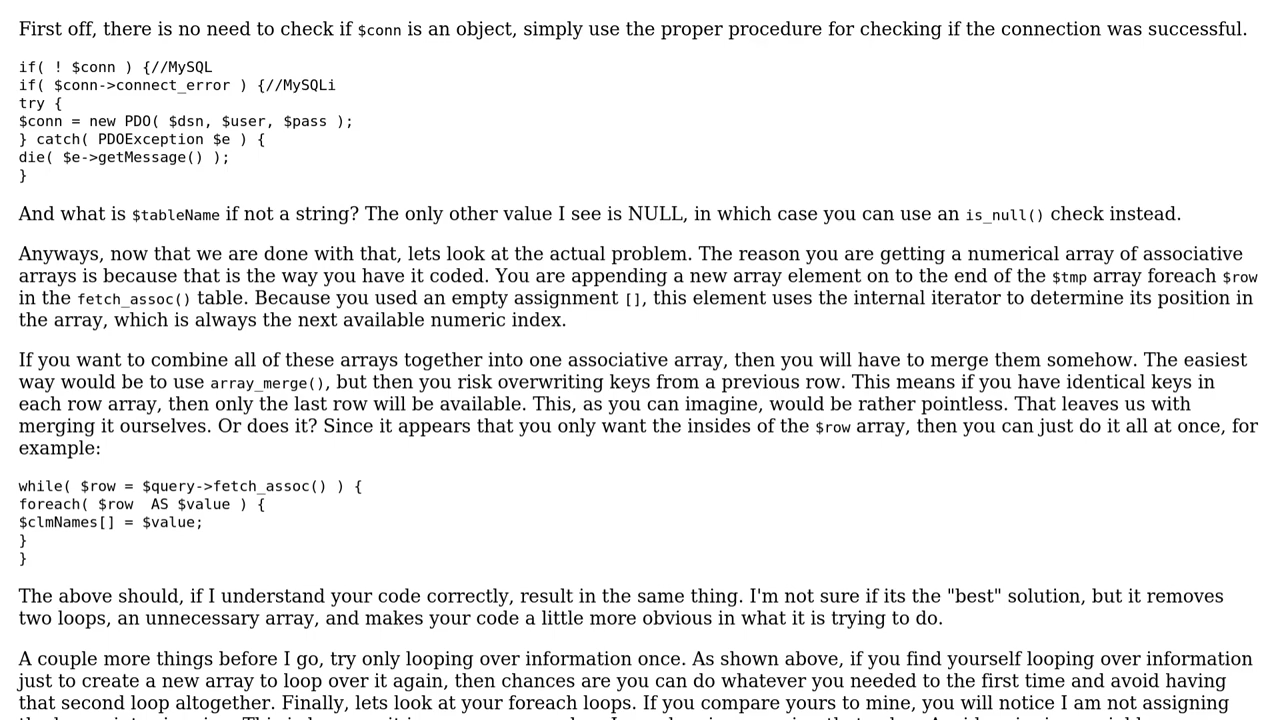 First off, there is no need to check if $conn is an object, simply use the proper procedure for checking if the connection was successful.
if( ! $conn ) {//MySQL
if( $conn->connect_error ) {//MySQLi
try {
$conn = new PDO( $dsn, $user, $pass );
} catch( PDOException $e ) {
die( $e->getMessage() );
}
And what is $tableName if not a string? The only other value I see is NULL, in which case you can use an is_null() check instead.
Anyways, now that we are done with that, lets look at the actual problem. The reason you are getting a numerical array of associative
arrays is because that is the way you have it coded. You are appending a new array element on to the end of the $tmp array foreach $row
in the fetch_assoc() table. Because you used an empty assignment [], this element uses the internal iterator to determine its position in
the array, which is always the next available numeric index.
If you want to combine all of these arrays together into one associative array, then you will have to merge them somehow. The easiest
way would be to use array_merge(), but then you risk overwriting keys from a previous row. This means if you have identical keys in
each row array, then only the last row will be available. This, as you can imagine, would be rather pointless. That leaves us with
merging it ourselves. Or does it? Since it appears that you only want the insides of the $row array, then you can just do it all at once, for
example:
while( $row = $query->fetch_assoc() ) {
foreach( $row  AS $value ) {
$clmNames[] = $value;
}
}
The above should, if I understand your code correctly, result in the same thing. I'm not sure if its the "best" solution, but it removes
two loops, an unnecessary array, and makes your code a little more obvious in what it is trying to do.
A couple more things before I go, try only looping over information once. As shown above, if you find yourself looping over information
just to create a new array to loop over it again, then chances are you can do whatever you needed to the first time and avoid having
that second loop altogether. Finally, lets look at your foreach loops. If you compare yours to mine, you will notice I am not assigning